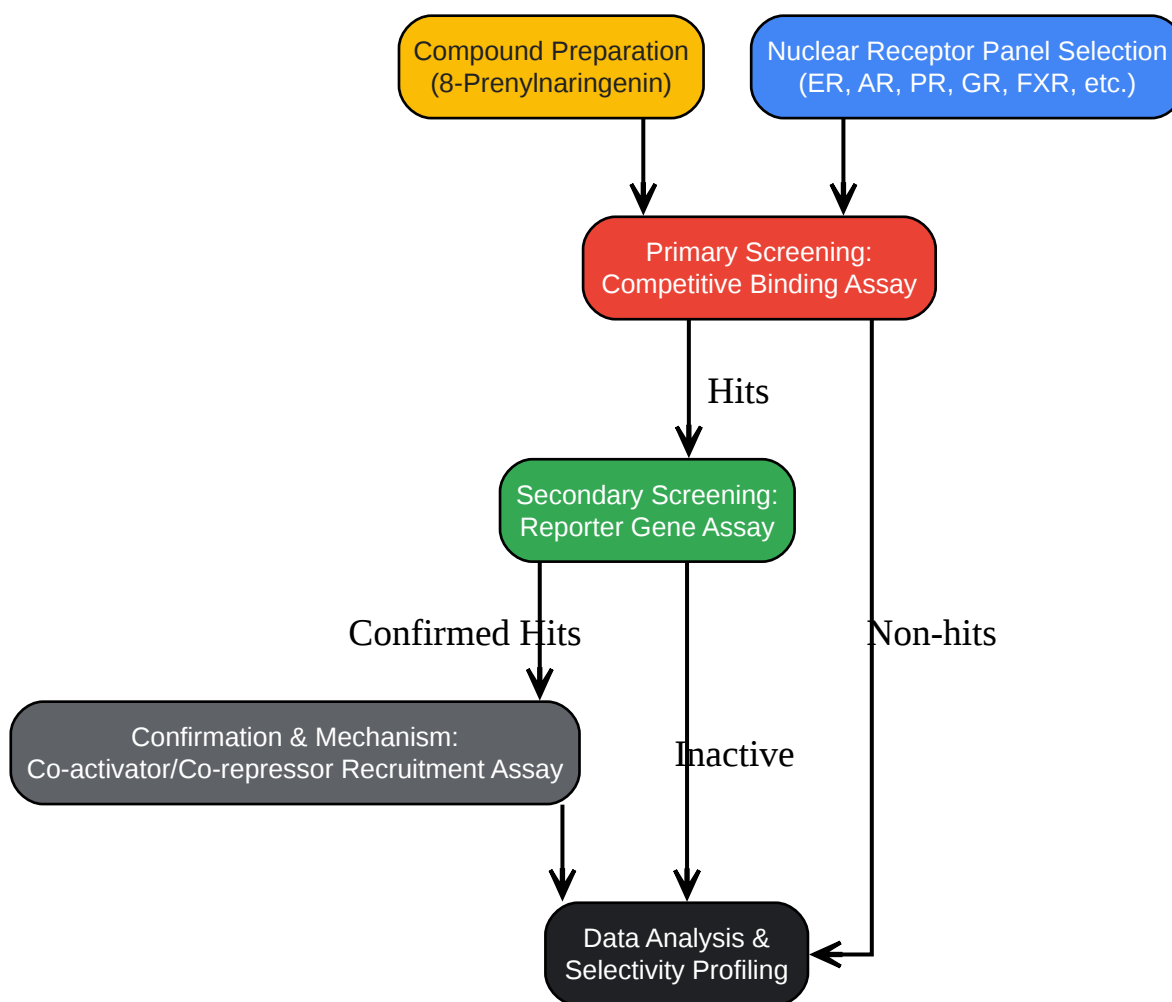 Compound Preparation
(8-Prenylnaringenin)
Nuclear Receptor Panel Selection
(ER, AR, PR, GR, FXR, etc.)
Primary Screening:
Competitive Binding Assay
Hits
Secondary Screening:
Reporter Gene Assay
Confirmed Hits
Non-hits
Confirmation & Mechanism:
Co-activator/Co-repressor Recruitment Assay
Inactive
Data Analysis &
Selectivity Profiling